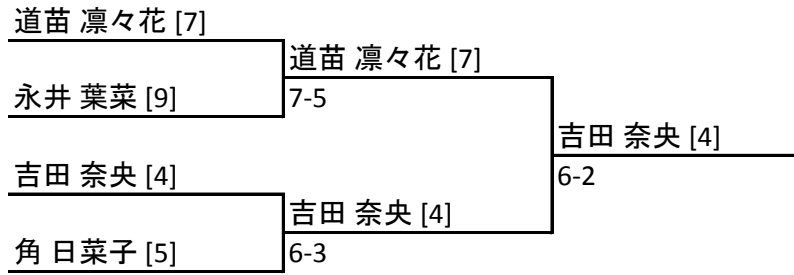 道苗 凛々花 [7]
道苗 凛々花 [7]
永井 葉菜 [9]
7-5
吉田 奈央 [4]
吉田 奈央 [4]
6-2
吉田 奈央 [4]
角 日菜子 [5]
6-3